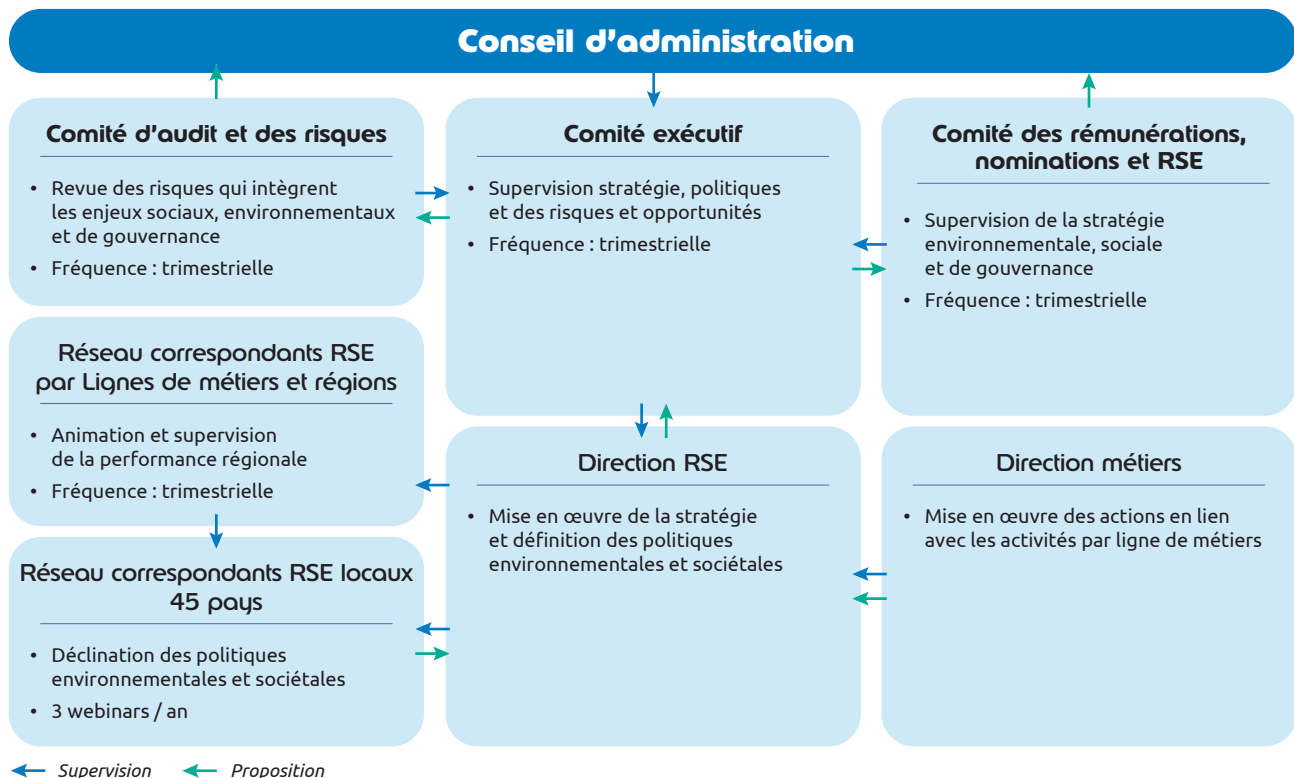 Conseil d'administration
Comité d'audit et des risques
• Revue des risques qui intègrent
les enjeux sociaux, environnementaux
et de gouvernance
• Fréquence : trimestrielle
Comité exécutif
• Supervision stratégie, politiques
et des risques et opportunités
• Fréquence : trimestrielle
Comité des rémunérations,
nominations et RSE
• Supervision de la stratégie
environnementale, sociale
et de gouvernance
• Fréquence : trimestrielle
Réseau correspondants RSE
par Lignes de métiers et régions
• Animation et supervision
de la performance régionale
• Fréquence : trimestrielle
Direction RSE
• Mise en œuvre de la stratégie
et définition des politiques
environnementales et sociétales
Direction métiers
• Mise en œuvre des actions en lien
avec les activités par ligne de métiers
Réseau correspondants RSE locaux
45 pays
• Déclination des politiques
environnementales et sociétales
• 3 webinars / an
Supervision Proposition